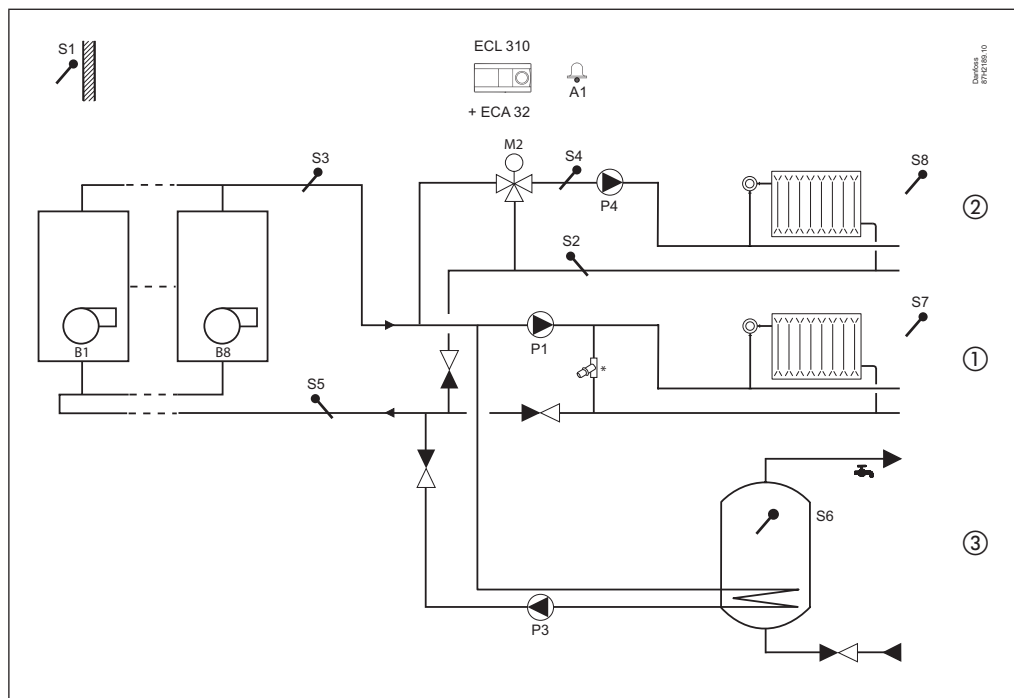 S1
ECL 310
A1
+ ECA 32
Danfoss
87H2189.10
M2
S3
S4
S8
P4
2
S2
S7
B1
B8
P1
1
*
S5
S6
3
P3